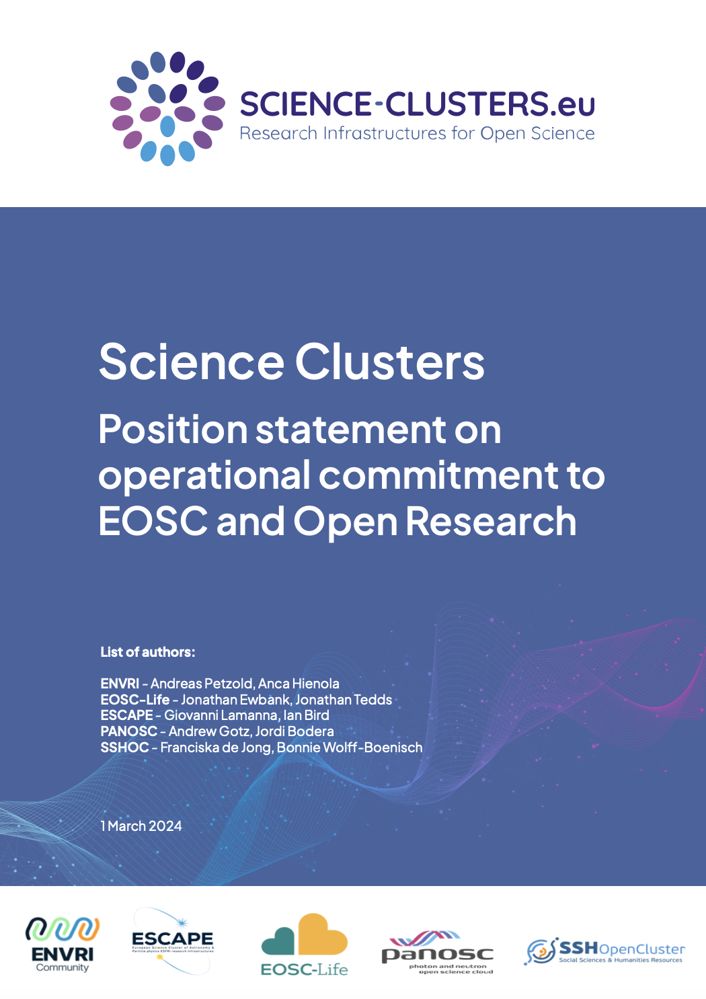 SCIENCE-CLUSTERS.eu
Research Infrastructures for Open Science
Science Clusters
Position statement on
operational commitment to
EOSC and Open Research
List of authors:
ENVRI - Andreas Petzold, Anca Hienola
EOSC-Life - Jonathan Ewbank, Jonathan Tedds
ESCAPE - Giovanni Lamanna, Ian Bird
PANOSC - Andrew Gotz, Jordi Bodera
SSHOC - Franciska de Jong, Bonnie Wolff-Boenisch
1 March 2024
ENVRI
Community
ESCAPE
European Science Cluster of Astronomy &
Particle physics ESFRI research Infrastructures
EOSC-Life
panosc
photon and neutron
open science cloud
SSHOpenCluster
Social Sciences & Humanities Resources